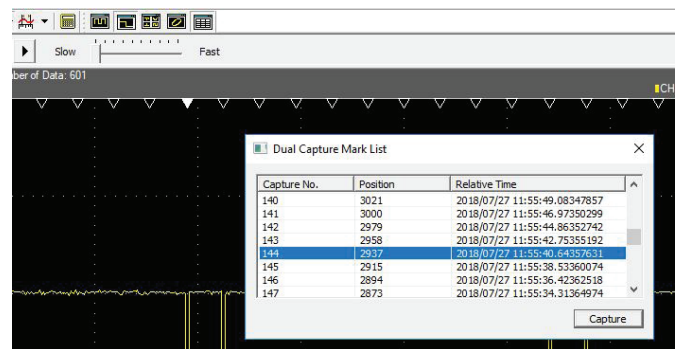 Slow Fast
ber of Data: 601
CH
Dual Capture Mark List
Capture No. Position Relative Time
140 3021 2018/07/27 11:55:49.08347857
141 3000 2018/07/27 11:55:46.97350299
142 2979 2018/07/27 11:55:44.86352742
143 2958 2018/07/27 11:55:42.75355192
144 2937 2018/07/27 11:55:40.64357631
145 2915 2018/07/27 11:55:38.53360074
146 2894 2018/07/27 11:55:36.42362518
147 2873 2018/07/27 11:55:34.31364974
Capture